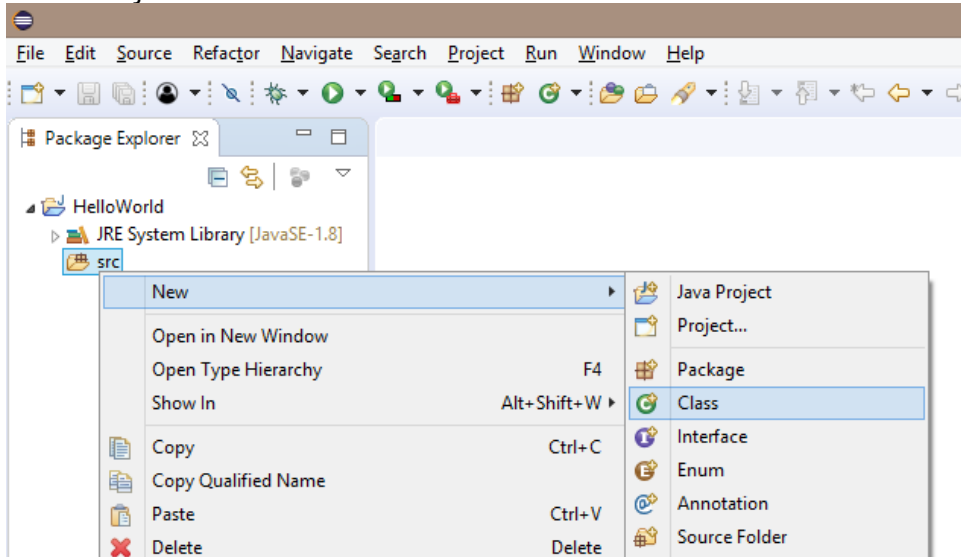 File Edit Source Refactor Navigate Search Project Run Window Help
Package Explorer
HelloWorld
JRE System Library [JavaSE-1.8]
src
New
Open in New Window
Open Type Hierarchy F4
Show In Alt+Shift+W
Copy Ctrl+C
Copy Qualified Name
Paste Ctrl+V
Delete Delete
Java Project
Project...
Package
Class
Interface
Enum
Annotation
Source Folder